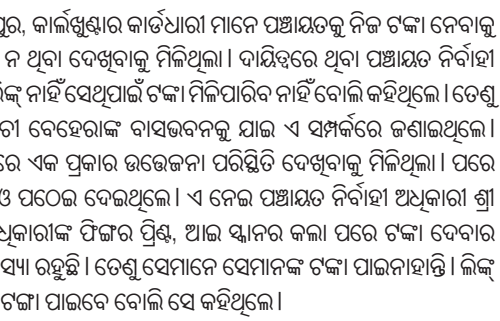 ପୁର, କାର୍ଲଖୁଣ୍ଟାର କାର୍ଡଧାରୀ ମାନେ ପଞ୍ଚାୟତକୁ ନିଜ ଟଙ୍କା ନେବାକୁ
ନ ଥିବା ଦେଖିବାକୁ ମିଳିଥିଲା । ଦାୟିତ୍ୱରେ ଥିବା ପଞ୍ଚାୟତ ନିର୍ବାହୀ
ନାହିଁ ସେଥିପାଇଁ ଟଙ୍କା ମିଳିପାରିବ ନାହିଁ ବୋଲି କହିଥିଲେ । ତେଣୁ
ବେହେରାଙ୍କ ବାସଭବନକୁ ଯାଇ ଏ ସମ୍ପର୍କରେ ଜଣାଇଥିଲେ ।
ରେ ଏକ ପ୍ରକାର ଉତ୍ତେଜନା ପରିସ୍ଥିତି ଦେଖିବାକୁ ମିଳିଥିଲା । ପରେ
ଓ ପଠେଇ ଦେଇଥିଲେ । ଏ ନେଇ ପଞ୍ଚାୟତ ନିର୍ବାହୀ ଅଧିକାରୀ ଶ୍ରୀ
ଧିକାରୀଙ୍କ ଫିଙ୍ଗର ପ୍ରିଣ୍ଟ, ଆଇ ସ୍କାନର କଲା ପରେ ଟଙ୍କା ଦେବାର
ସ୍ୟା ରହୁଛି । ତେଣୁ ସେମାନେ ସେମାନଙ୍କ ଟଙ୍କା ପାଇନାହାନ୍ତି । ଲିଙ୍କ୍
ଟଙ୍ଗା ପାଇବେ ବୋଲି ସେ କହିଥିଲେ ।